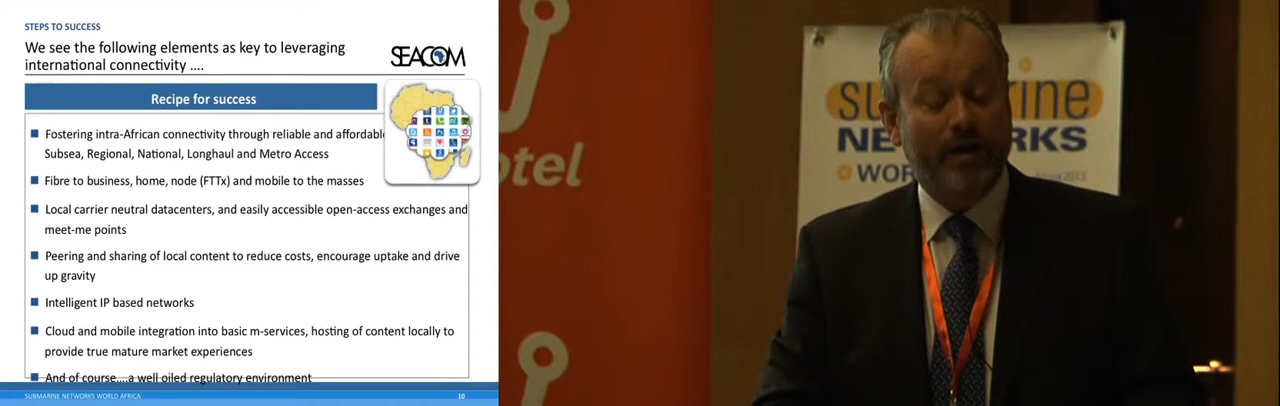 STEPS TO SUCCESS
We see the following elements as key to leveraging
international connectivity ....
SEACOM
Recipe for success
Fostering intra-African connectivity through reliable and affordable
Subsea, Regional, National, Longhaul and Metro Access
Fibre to business, home, node (FTTx) and mobile to the masses
Local carrier neutral datacenters, and easily accessible open-access exchanges and
meet-me points
Peering and sharing of local content to reduce costs, encourage uptake and drive
up gravity
Intelligent IP based networks
Cloud and mobile integration into basic m-services, hosting of content locally to
provide true mature market experiences
And of course....a well oiled regulatory environment
SUBMARINE NETWORKS WORLD AFRICA
10